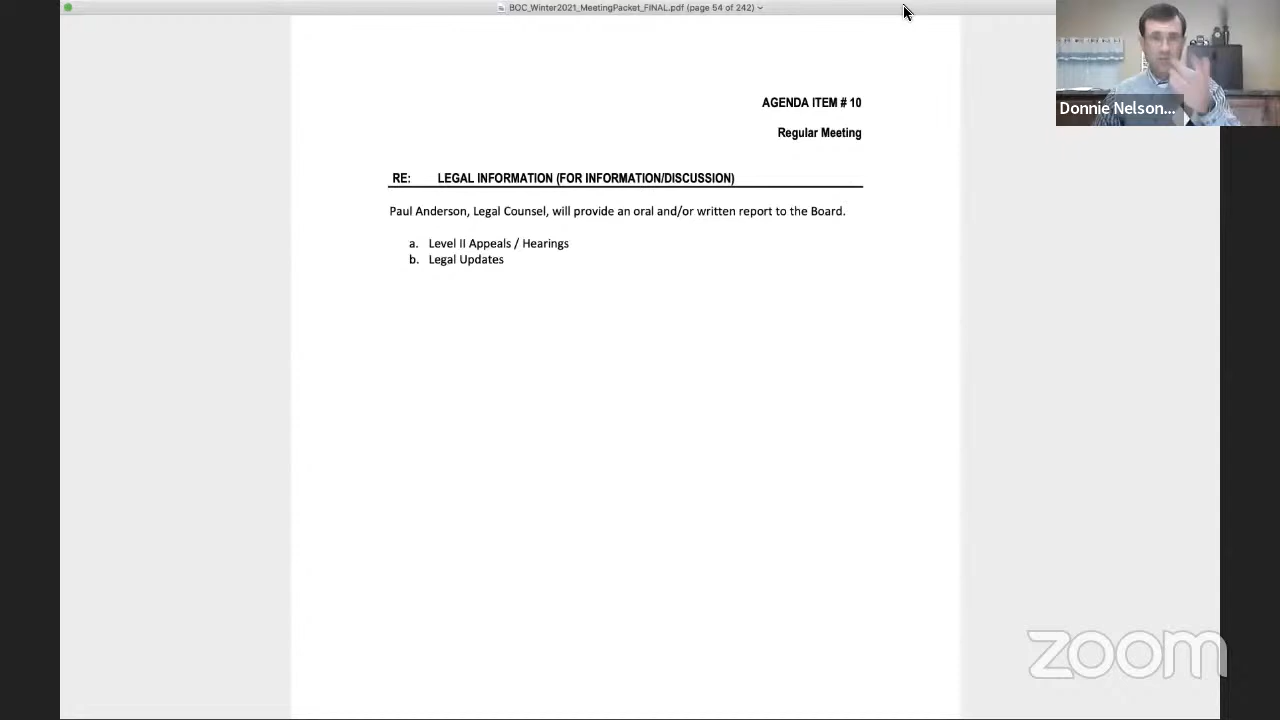 BOC_Winter2021_MeetingPacket_FINAL.pdf (page 54 of 242)
Donnie Nelson...
AGENDA ITEM # 10
Regular Meeting
RE: LEGAL INFORMATION (FOR INFORMATION/DISCUSSION)
Paul Anderson, Legal Counsel, will provide an oral and/or written report to the Board.
a. Level II Appeals / Hearings
b. Legal Updates
zoom